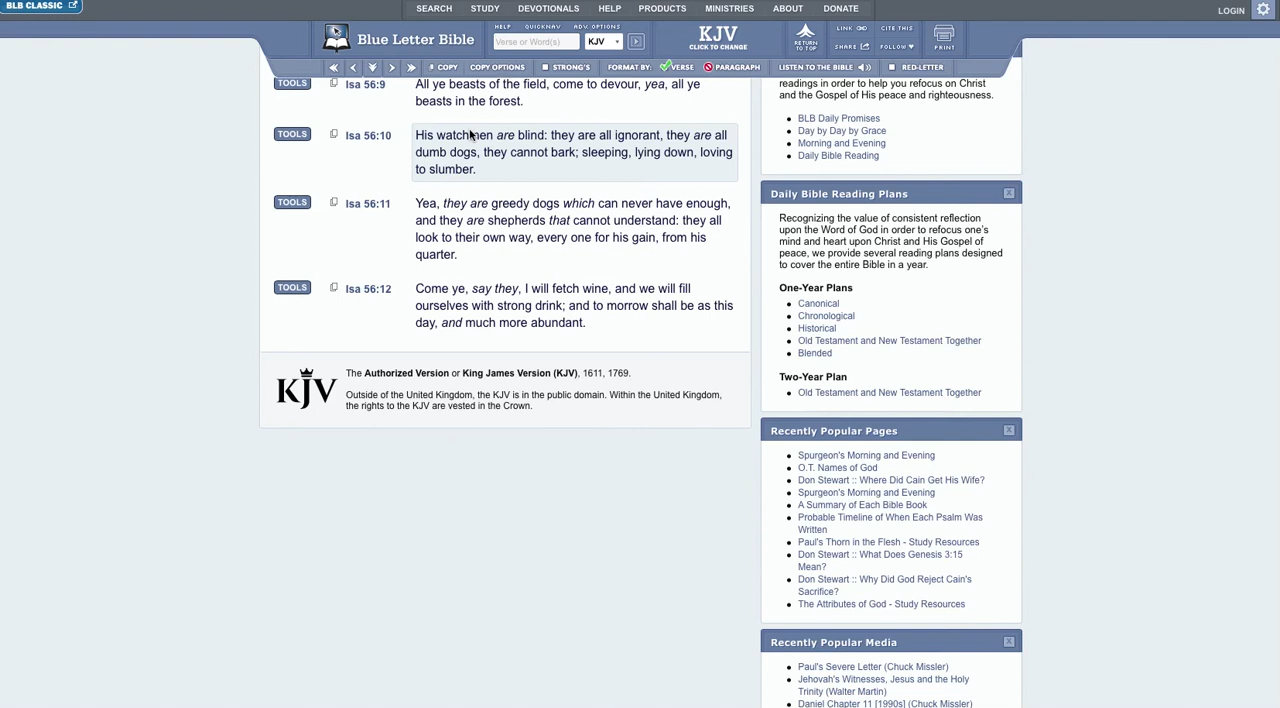 BLB CLASSIC
SEARCH STUDY DEVOTIONALS HELP PRODUCTS MINISTRIES ABOUT DONATE
LOGIN
Blue Letter Bible
HELP QUICKNAV ADV. OPTIONS
Verse or Word(s) KJV
KJV
CLICK TO CHANGE
RETURN
TO TOP
LINK CITE THIS
SHARE FOLLOW
PRINT
COPY COPY OPTIONS STRONG'S FORMAT BY: VERSE PARAGRAPH LISTEN TO THE BIBLE RED-LETTER
TOOLS Isa 56:9 All ye beasts of the field, come to devour, yea, all ye
beasts in the forest.
TOOLS Isa 56:10 His watchmen are blind: they are all ignorant, they are all
dumb dogs, they cannot bark; sleeping, lying down, loving
to slumber.
TOOLS Isa 56:11 Yea, they are greedy dogs which can never have enough,
and they are shepherds that cannot understand: they all
look to their own way, every one for his gain, from his
quarter.
TOOLS Isa 56:12 Come ye, say they, I will fetch wine, and we will fill
ourselves with strong drink; and to morrow shall be as this
day, and much more abundant.
KJV
The Authorized Version or King James Version (KJV), 1611, 1769.
Outside of the United Kingdom, the KJV is in the public domain. Within the United Kingdom,
the rights to the KJV are vested in the Crown.
readings in order to help you refocus on Christ
and the Gospel of His peace and righteousness.
BLB Daily Promises
Day by Day by Grace
Morning and Evening
Daily Bible Reading
Daily Bible Reading Plans X
Recognizing the value of consistent reflection
upon the Word of God in order to refocus one's
mind and heart upon Christ and His Gospel of
peace, we provide several reading plans designed
to cover the entire Bible in a year.
One-Year Plans
Canonical
Chronological
Historical
Old Testament and New Testament Together
Blended
Two-Year Plan
Old Testament and New Testament Together
Recently Popular Pages X
Spurgeon's Morning and Evening
O.T. Names of God
Don Stewart :: Where Did Cain Get His Wife?
Spurgeon's Morning and Evening
A Summary of Each Bible Book
Probable Timeline of When Each Psalm Was
Written
Paul's Thorn in the Flesh - Study Resources
Don Stewart :: What Does Genesis 3:15
Mean?
Don Stewart :: Why Did God Reject Cain's
Sacrifice?
The Attributes of God - Study Resources
Recently Popular Media X
Paul's Severe Letter (Chuck Missler)
Jehovah's Witnesses, Jesus and the Holy
Trinity (Walter Martin)
Daniel Chapter 11 [1990s] (Chuck Missler)